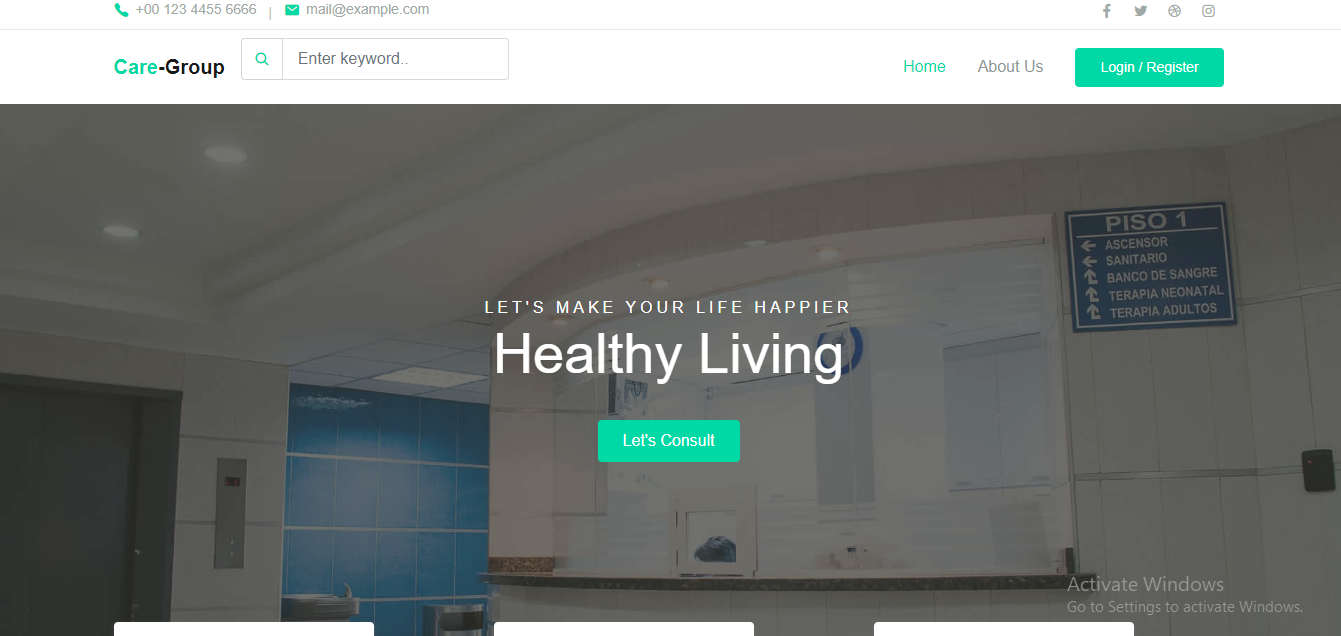 +00 123 4455 6666 | mail@example.com
Care-Group
Enter keyword..
Home
About Us
Login / Register
PISO 1
ASCENSOR
SANITARIO
BANCO DE SANGRE
TERAPIA NEONATAL
TERAPIA ADULTOS
LET'S MAKE YOUR LIFE HAPPIER
Healthy Living
Let's Consult
Activate Windows
Go to Settings to activate Windows.